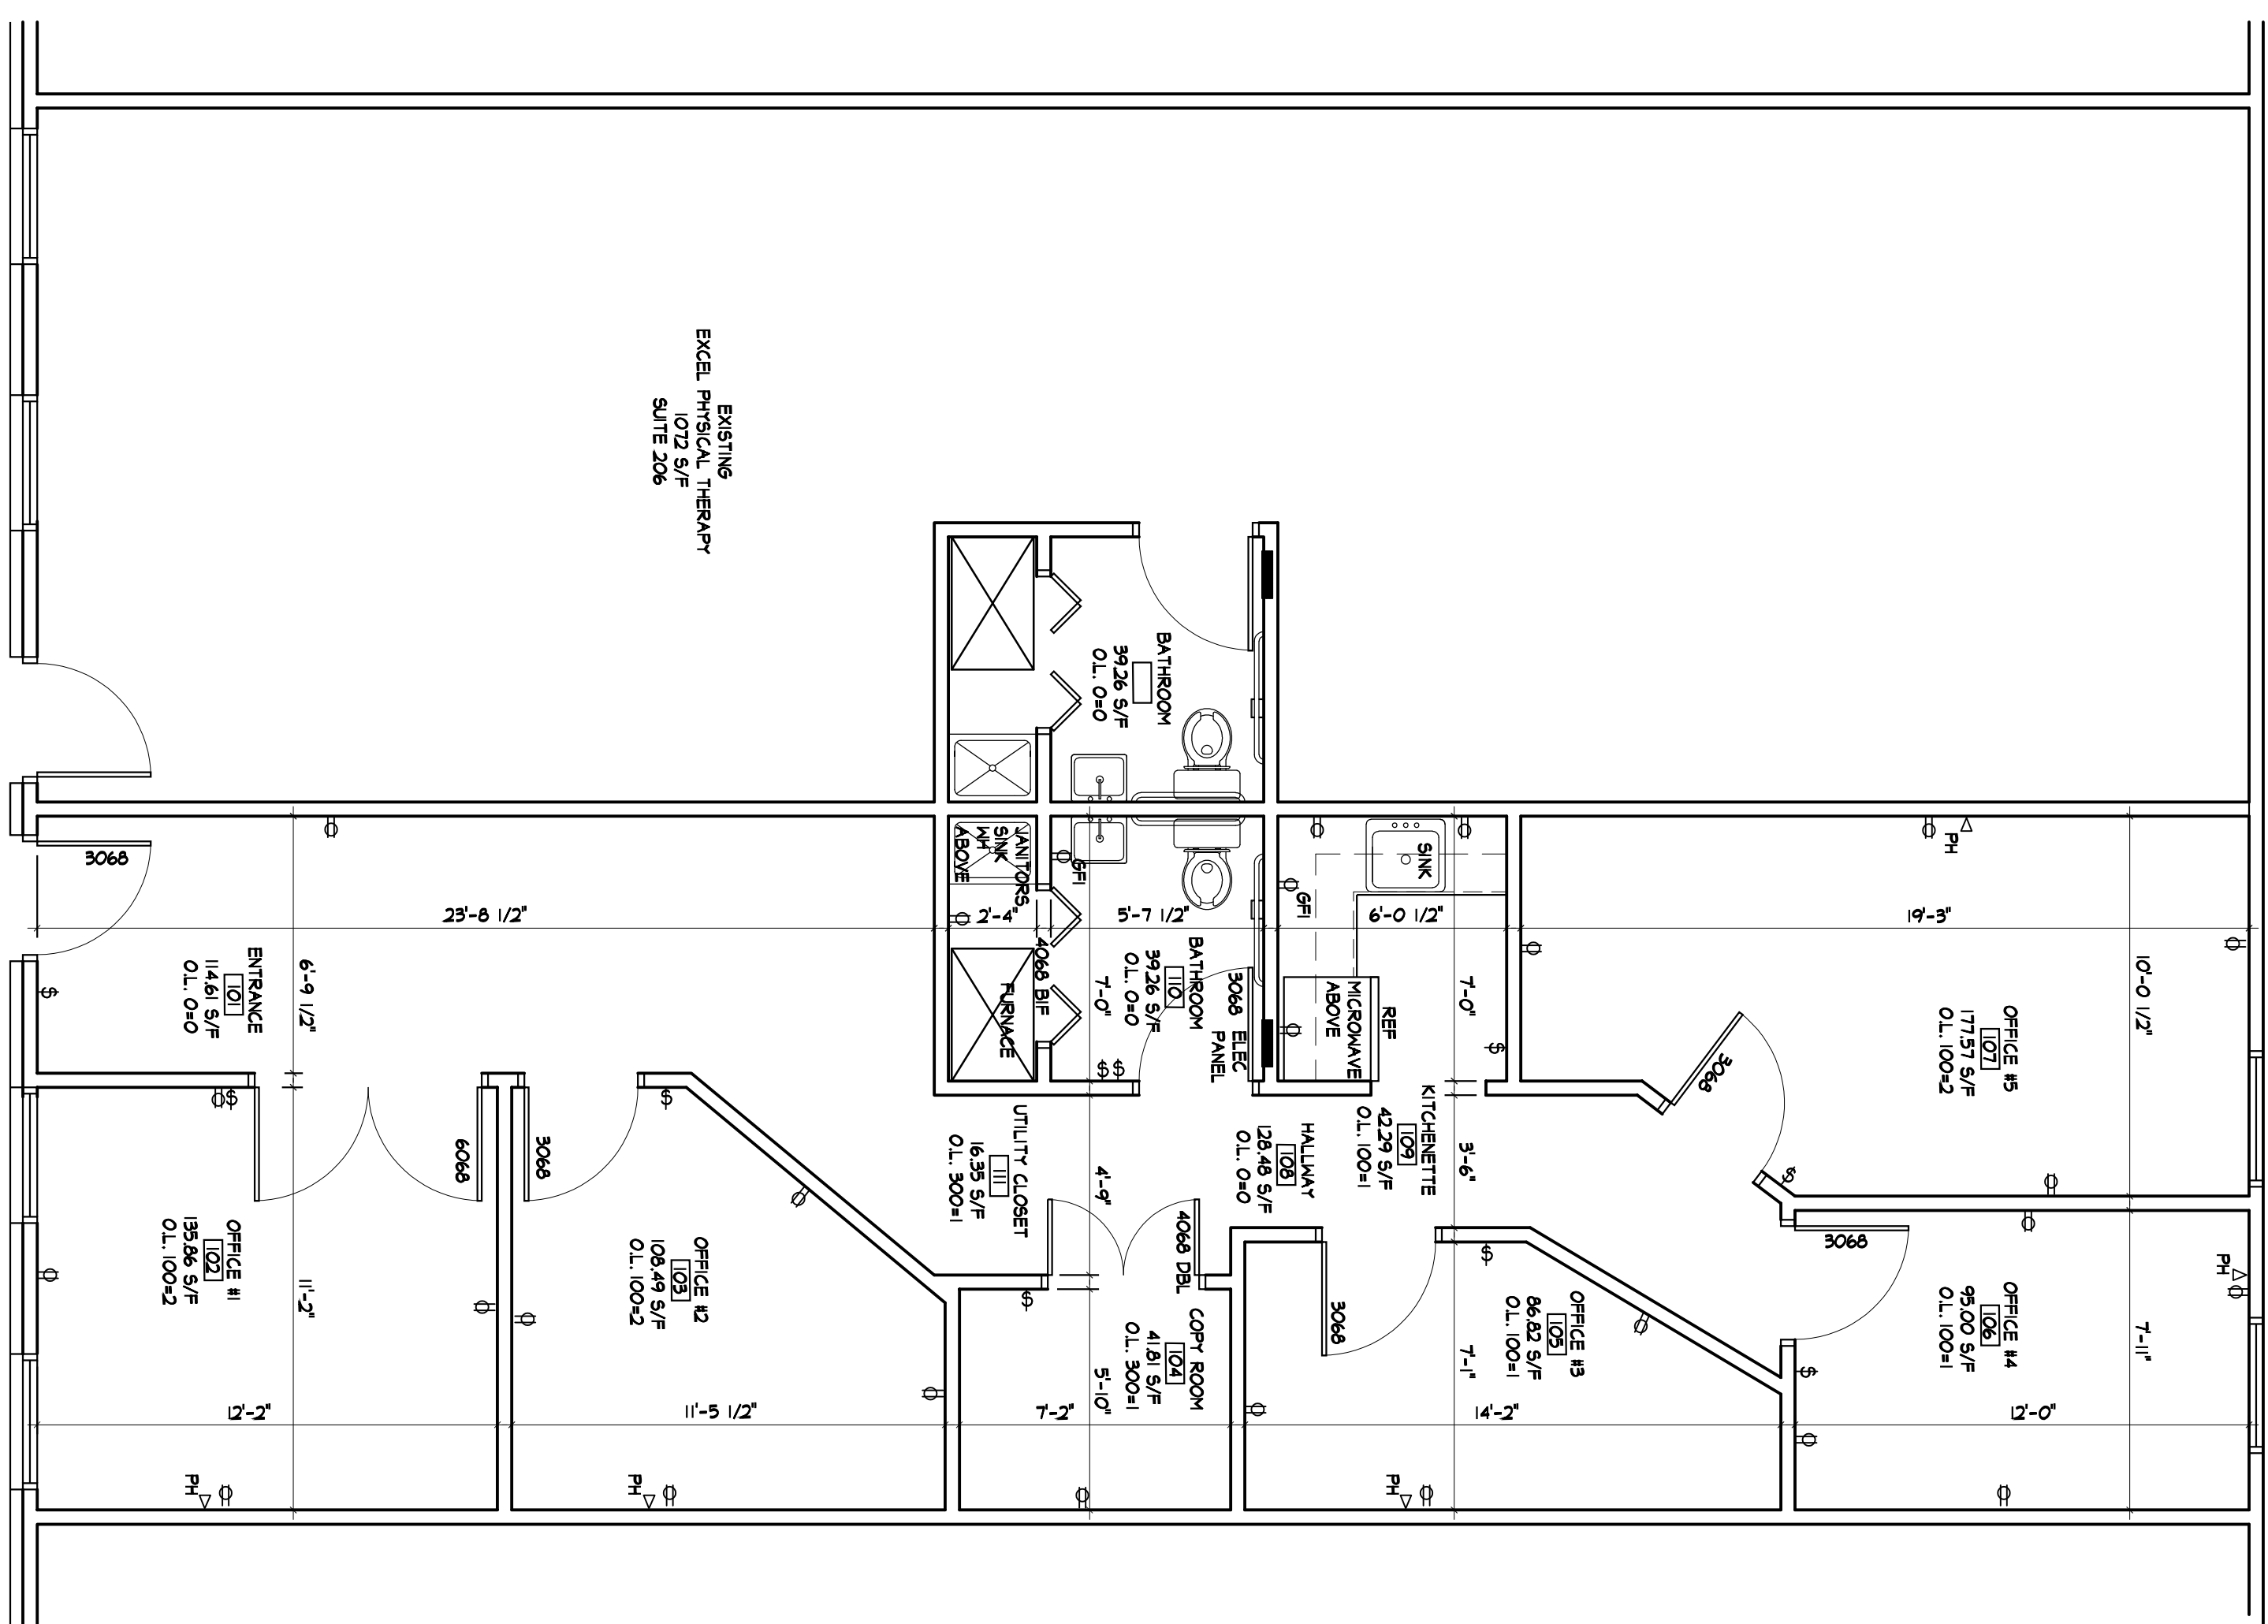 EXISTING
EXCEL PHYSICAL THERAPY
1072 S/F
SUITE 206
BATHROOM
39.26 S/F
O.L. 0=0
3068
23'-8 1/2"
2'-4"
5'-7 1/2"
6'-0 1/2"
19'-3"
JANITORS
SINK
WH
ABOVE
GFI
GFI
SINK
PH
ENTRANCE
101
114.61 S/F
O.L. 0=0
6'-9 1/2"
4068 BIF
FURNACE
7'-0"
BATHROOM
110
39.26 S/F
O.L. 0=0
3068
ELEC
PANEL
REF
MICROWAVE
ABOVE
7'-0"
3068
OFFICE #5
107
177.57 S/F
O.L. 100=2
10'-0 1/2"
6068
3068
UTILITY CLOSET
111
16.35 S/F
O.L. 300=1
4'-9"
4068 DBL
HALLWAY
108
128.48 S/F
O.L. 0=0
KITCHENETTE
109
42.29 S/F
O.L. 100=1
3'-6"
3068
PH
OFFICE #1
102
135.86 S/F
O.L. 100=2
11'-2"
OFFICE #2
103
108.49 S/F
O.L. 100=2
COPY ROOM
104
41.81 S/F
O.L. 300=1
5'-10"
3068
OFFICE #3
105
86.82 S/F
O.L. 100=1
7'-1"
OFFICE #4
106
95.00 S/F
O.L. 100=1
7'-11"
12'-2"
11'-5 1/2"
7'-2"
14'-2"
12'-0"
PH
PH
PH